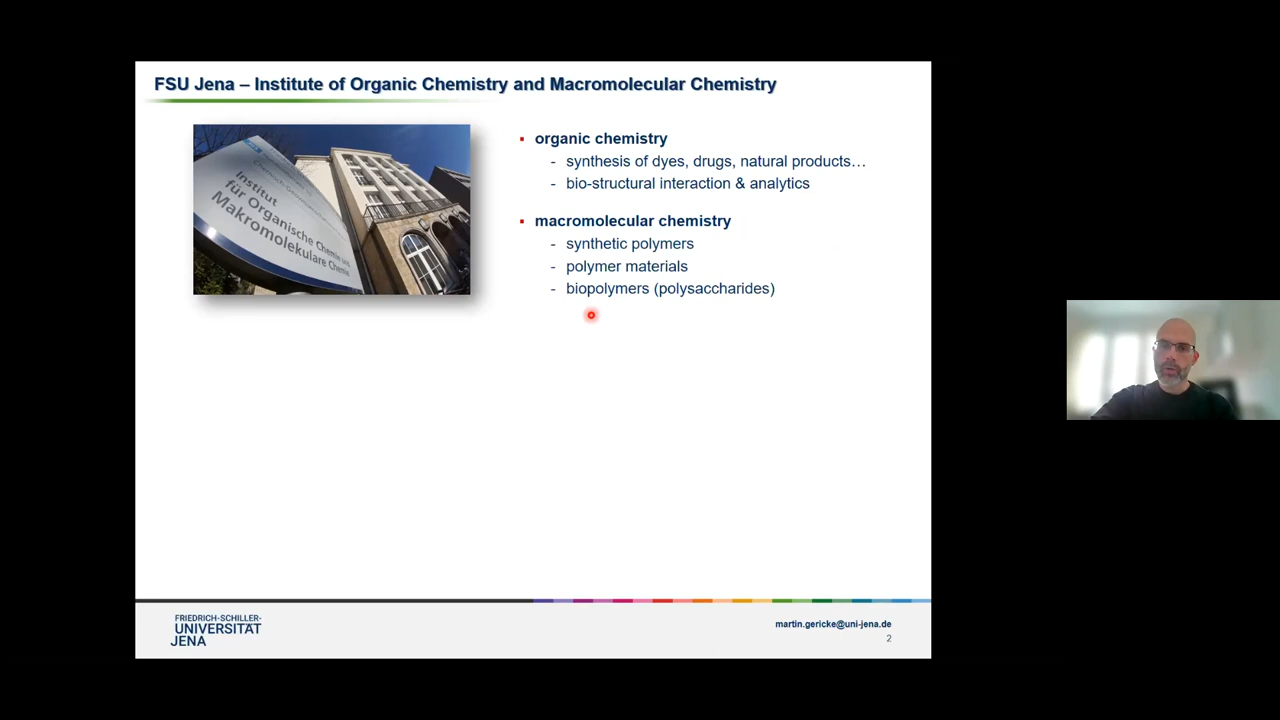 FSU Jena – Institute of Organic Chemistry and Macromolecular Chemistry
Institut
für Organische Chemie und
Makromolekulare Chemie
▪ organic chemistry
- synthesis of dyes, drugs, natural products…
- bio-structural interaction & analytics
▪ macromolecular chemistry
- synthetic polymers
- polymer materials
- biopolymers (polysaccharides)
FRIEDRICH-SCHILLER-
UNIVERSITÄT
JENA
martin.gericke@uni-jena.de
2